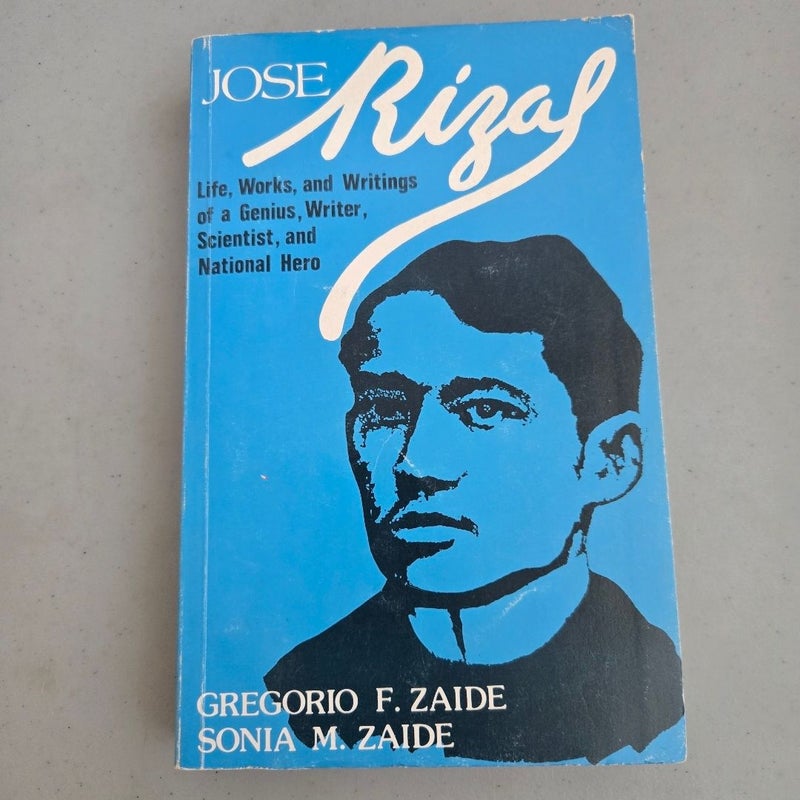 JOSE Rizal
Life, Works, and Writings
of a Genius, Writer,
Scientist, and
National Hero
GREGORIO F. ZAIDE
SONIA M. ZAIDE